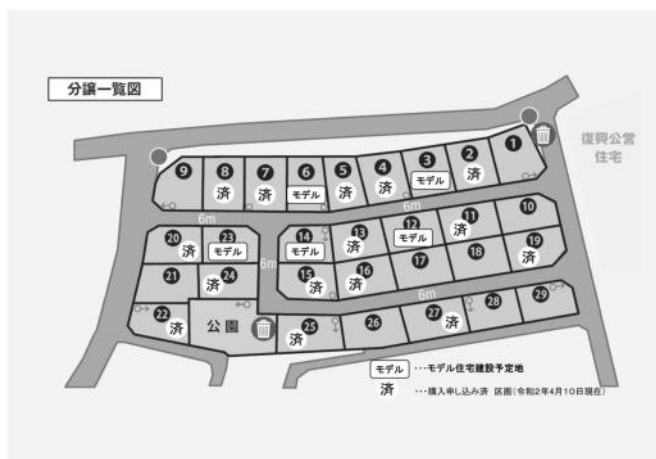 分譲一覧図
復興公営
住宅
9 8 7 6 5 4 3 2 1
済 済 モデル 済 済 モデル 済
6m
20 23 14 13 12 11 10
済 モデル モデル 済 モデル 済
6m
21 24 15 16 17 18 19
済 済 済 済
6m
22 公園 25 26 27 28 29
済 済 済
モデル …モデル住宅建設予定地
済 …購入申し込み済 区画(令和2年4月10日現在)